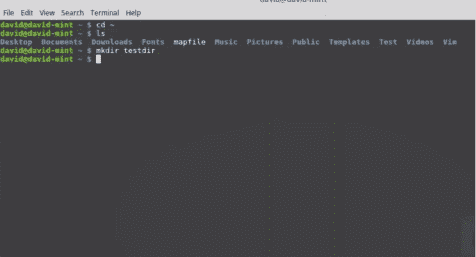 david@david-mint
File Edit View Search Terminal Help
david@david-mint ~ $ cd ~
david@david-mint ~ $ ls
Desktop Documents Downloads Fonts mapfile Music Pictures Public Templates Test Videos Vim
david@david-mint ~ $ mkdir testdir
david@david-mint ~ $